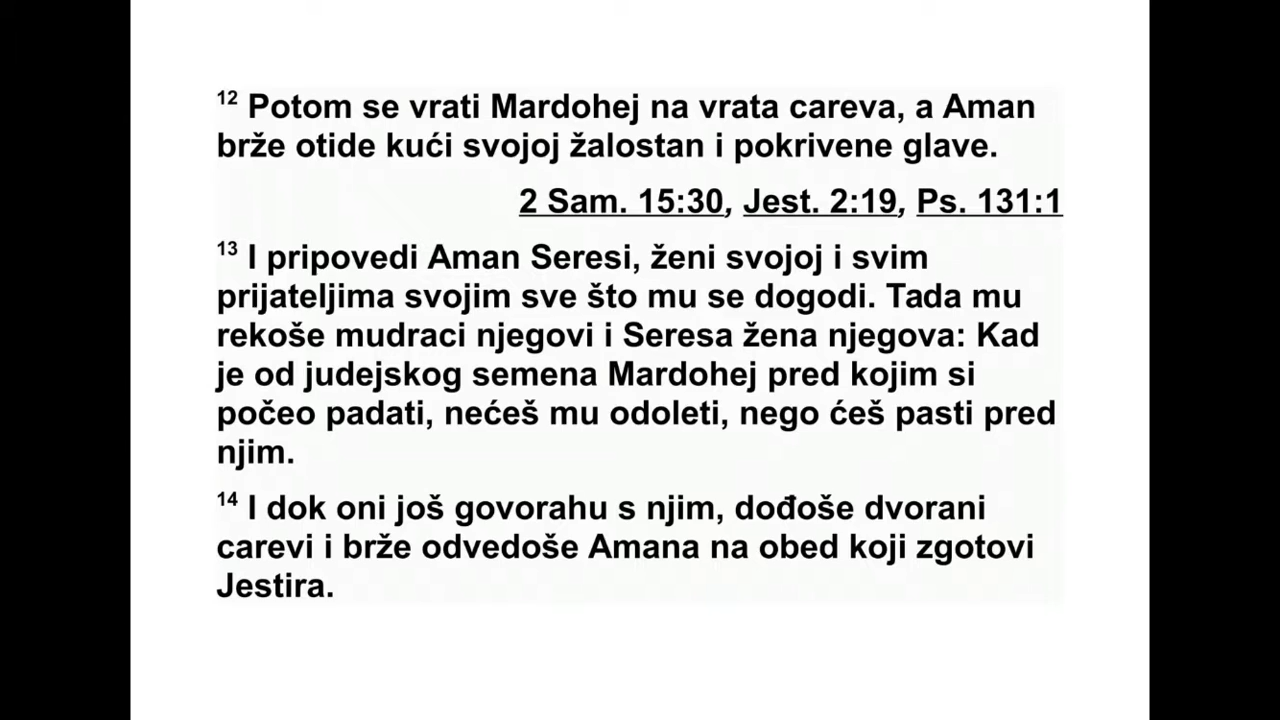 12 Potom se vrati Mardohej na vrata careva, a Aman
brže otide kući svojoj žalostan i pokrivene glave.
2 Sam. 15:30, Jest. 2:19, Ps. 131:1
13 I pripovedi Aman Seresi, ženi svojoj i svim
prijateljima svojim sve što mu se dogodi. Tada mu
rekoše mudraci njegovi i Seresa žena njegova: Kad
je od judejskog semena Mardohej pred kojim si
počeo padati, nećeš mu odoleti, nego ćeš pasti pred
njim.
14 I dok oni još govorahu s njim, dođoše dvorani
carevi i brže odvedoše Amana na obed koji zgotovi
Jestira.